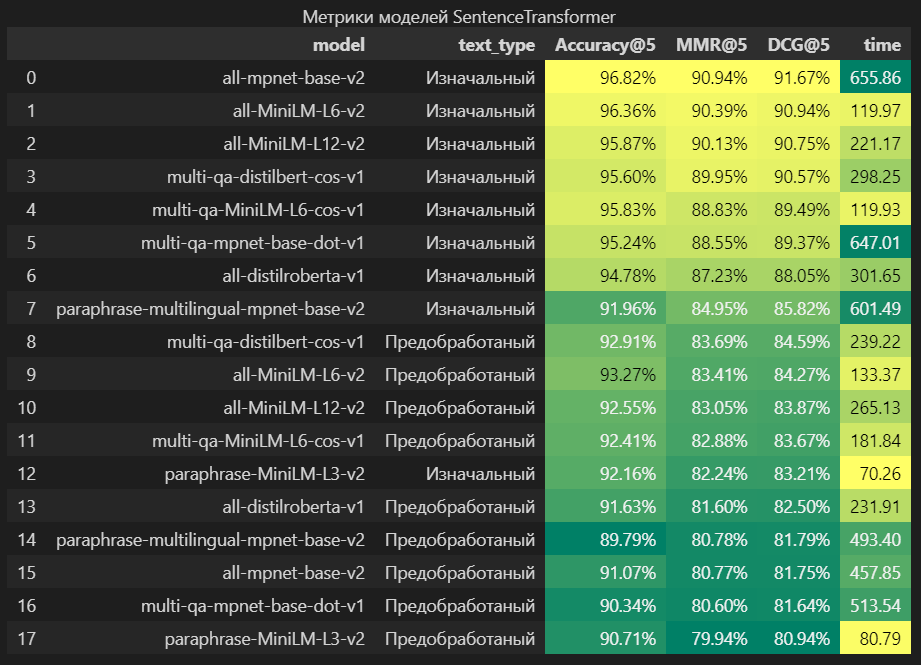 Метрики моделей SentenceTransformer
model text_type Accuracy@5 MMR@5 DCG@5 time
0 all-mpnet-base-v2 Изначальный 96.82% 90.94% 91.67% 655.86
1 all-MiniLM-L6-v2 Изначальный 96.36% 90.39% 90.94% 119.97
2 all-MiniLM-L12-v2 Изначальный 95.87% 90.13% 90.75% 221.17
3 multi-qa-distilbert-cos-v1 Изначальный 95.60% 89.95% 90.57% 298.25
4 multi-qa-MiniLM-L6-cos-v1 Изначальный 95.83% 88.83% 89.49% 119.93
5 multi-qa-mpnet-base-dot-v1 Изначальный 95.24% 88.55% 89.37% 647.01
6 all-distilroberta-v1 Изначальный 94.78% 87.23% 88.05% 301.65
7 paraphrase-multilingual-mpnet-base-v2 Изначальный 91.96% 84.95% 85.82% 601.49
8 multi-qa-distilbert-cos-v1 Предобработаный 92.91% 83.69% 84.59% 239.22
9 all-MiniLM-L6-v2 Предобработаный 93.27% 83.41% 84.27% 133.37
10 all-MiniLM-L12-v2 Предобработаный 92.55% 83.05% 83.87% 265.13
11 multi-qa-MiniLM-L6-cos-v1 Предобработаный 92.41% 82.88% 83.67% 181.84
12 paraphrase-MiniLM-L3-v2 Изначальный 92.16% 82.24% 83.21% 70.26
13 all-distilroberta-v1 Предобработаный 91.63% 81.60% 82.50% 231.91
14 paraphrase-multilingual-mpnet-base-v2 Предобработаный 89.79% 80.78% 81.79% 493.40
15 all-mpnet-base-v2 Предобработаный 91.07% 80.77% 81.75% 457.85
16 multi-qa-mpnet-base-dot-v1 Предобработаный 90.34% 80.60% 81.64% 513.54
17 paraphrase-MiniLM-L3-v2 Предобработаный 90.71% 79.94% 80.94% 80.79